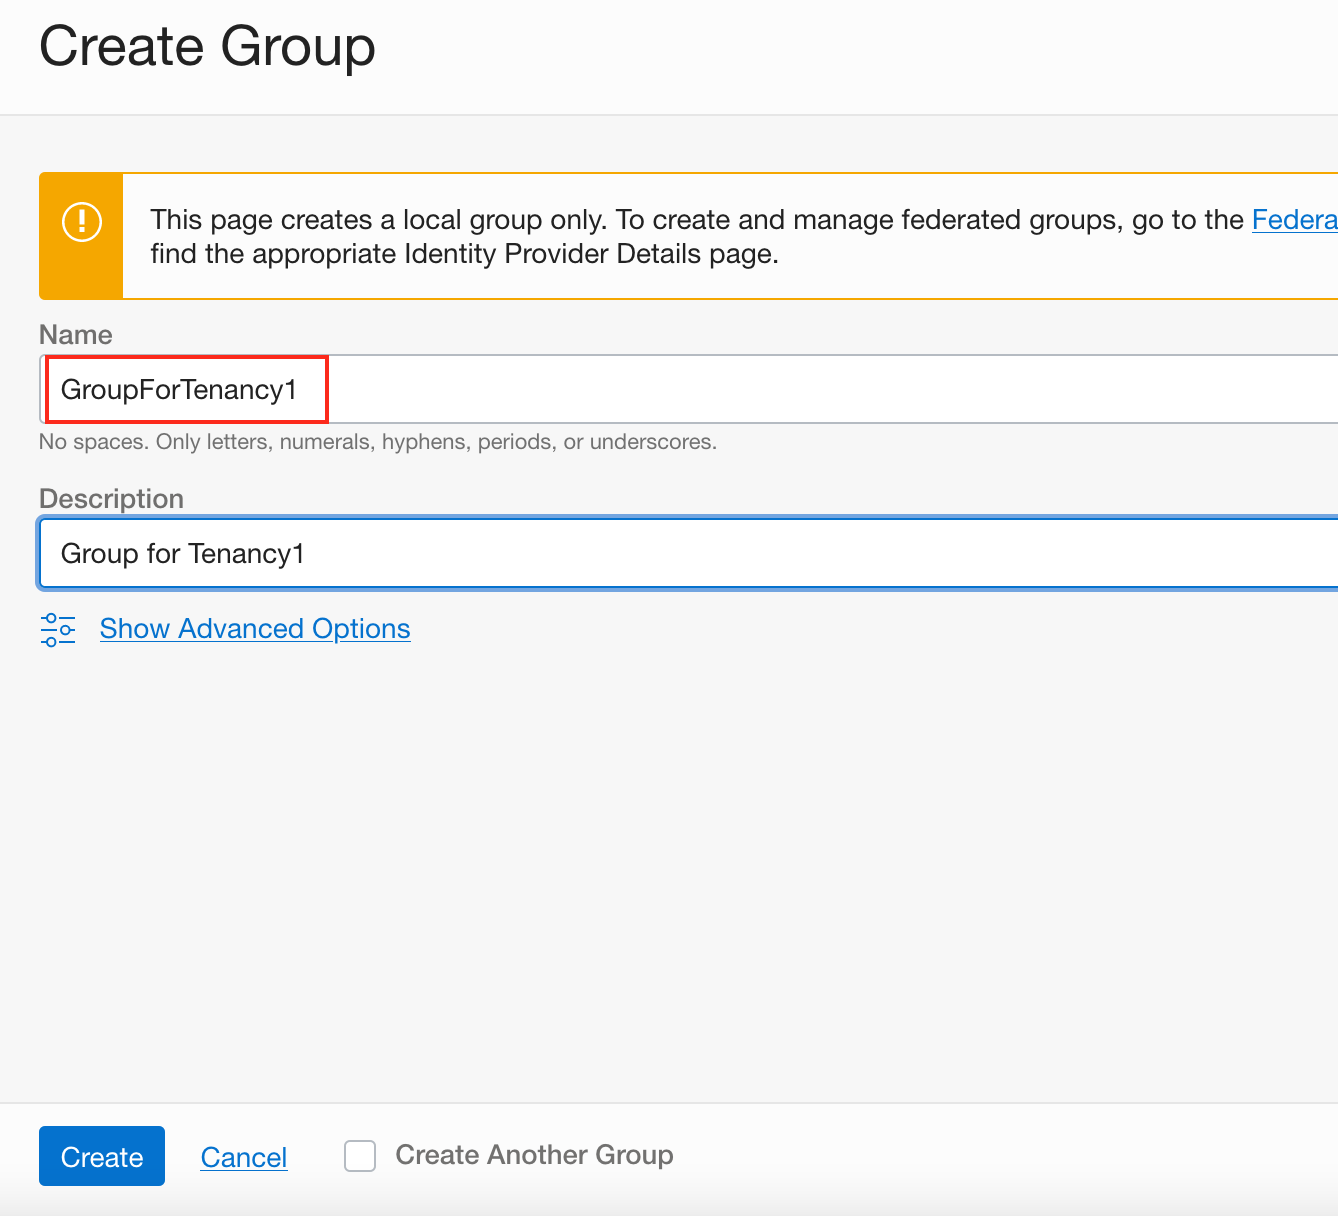 Create Group
This page creates a local group only. To create and manage federated groups, go to the
find the appropriate Identity Provider Details page.
Name
GroupForTenancy1
No spaces. Only letters, numerals, hyphens, periods, or underscores.
Description
Group for Tenancy1
Show Advanced Options
Create Cancel Create Another Group